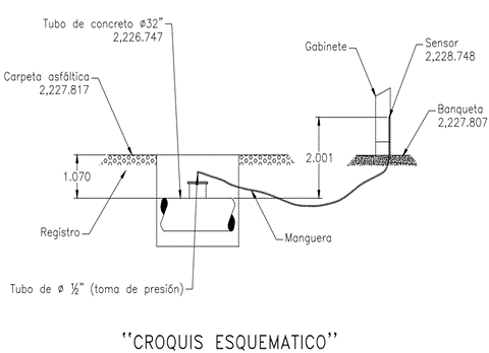 Tubo de concreto ø32”
2,226.747
Gabinete
Sensor
2,228.748
Carpeta asfáltica
2,227.817
Banqueta
2,227.807
2.001
1.070
Registro
Manguera
Tubo de ø ½” (toma de presión)
“CROQUIS ESQUEMATICO”